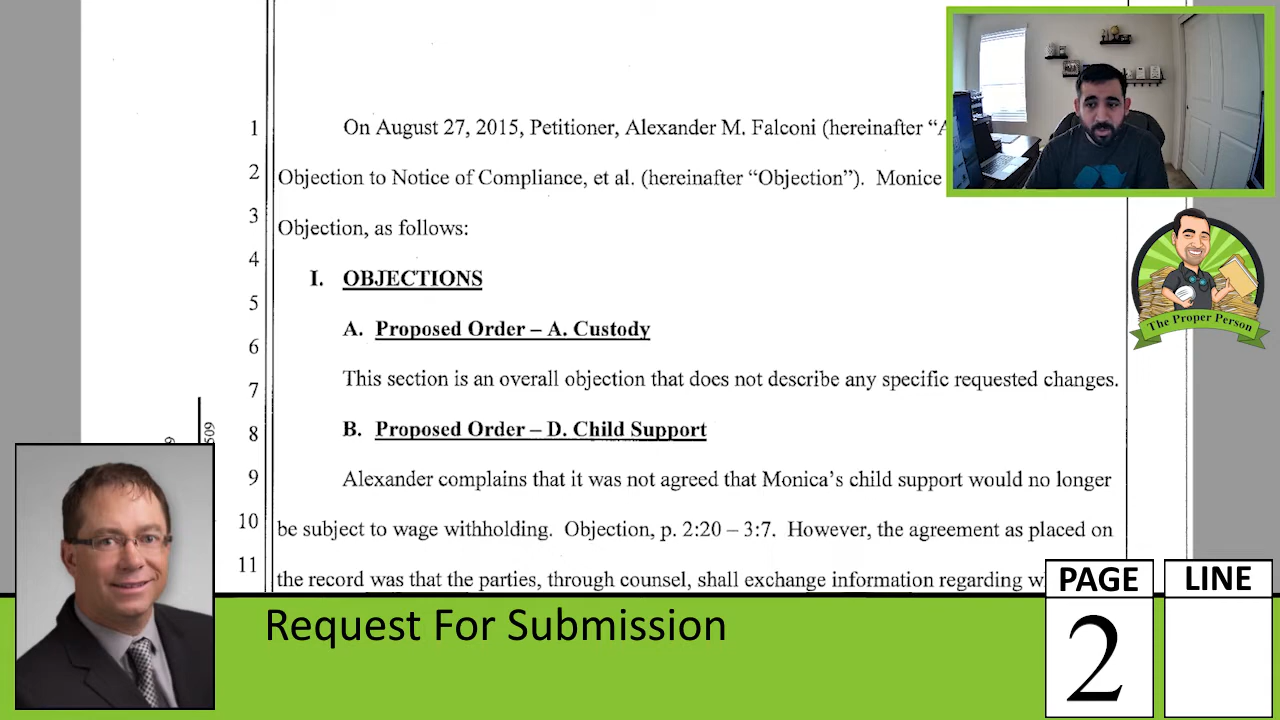 1 On August 27, 2015, Petitioner, Alexander M. Falconi (hereinafter “A
2 Objection to Notice of Compliance, et al. (hereinafter “Objection”). Monice
3 Objection, as follows:
4 I. OBJECTIONS
5
6 A. Proposed Order – A. Custody
7 This section is an overall objection that does not describe any specific requested changes.
8 B. Proposed Order – D. Child Support
9 Alexander complains that it was not agreed that Monica’s child support would no longer
10 be subject to wage withholding. Objection, p. 2:20 – 3:7. However, the agreement as placed on
11 the record was that the parties, through counsel, shall exchange information regarding w
509
The Proper Person
Request For Submission
PAGE
2
LINE